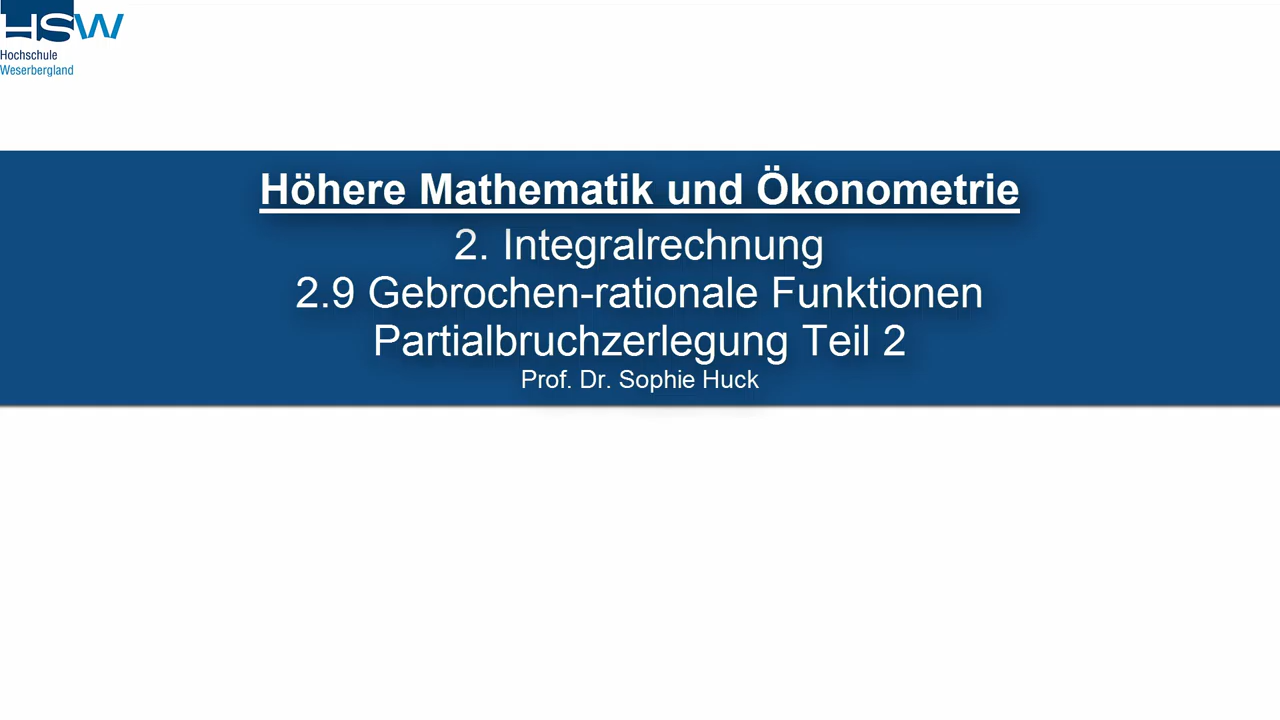 HSW
Hochschule
Weserbergland
Höhere Mathematik und Ökonometrie
2. Integralrechnung
2.9 Gebrochen-rationale Funktionen
Partialbruchzerlegung Teil 2
Prof. Dr. Sophie Huck